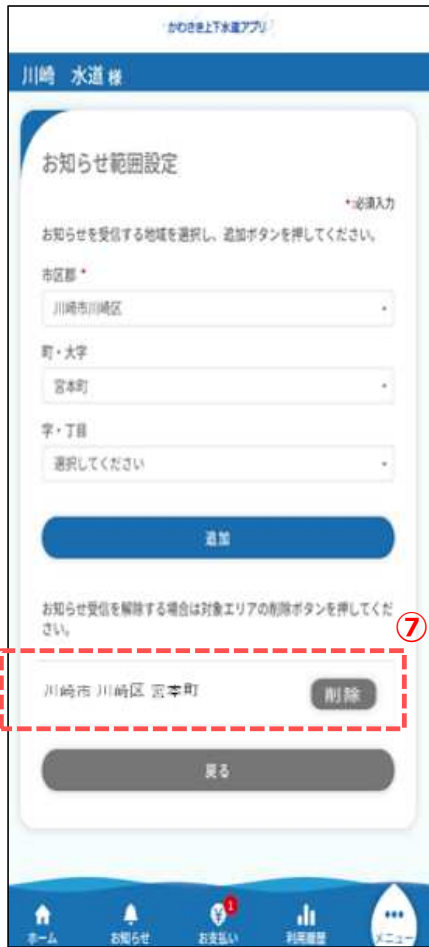 かわさき上下水道アプリ
川崎 水道 様
お知らせ範囲設定
*:必須入力
お知らせを受信する地域を選択し、追加ボタンを押してください。
市区郡 *
川崎市川崎区
町・大字
宮本町
字・丁目
選択してください
追加
お知らせ受信を解除する場合は対象エリアの削除ボタンを押してくだ
さい。
⑦
川崎市 川崎区 宮本町 削除
戻る
1
ホーム お知らせ お支払い 利用履歴 メニュー